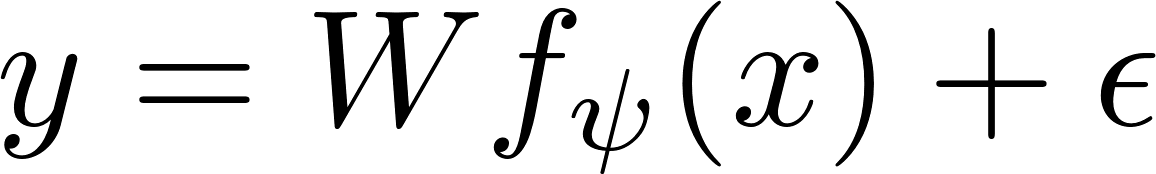 y = W f_ψ(x) + ϵ